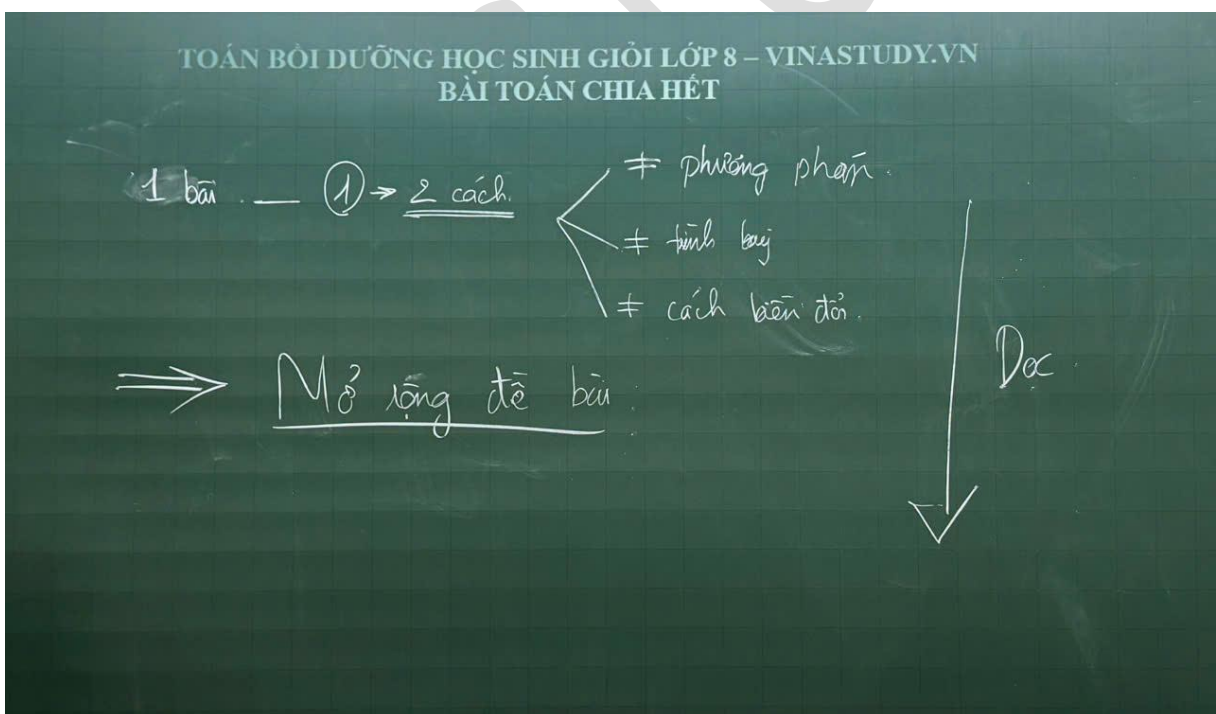 TOÁN BỒI DƯỠNG HỌC SINH GIỎI LỚP 8 – VINASTUDY.VN
BÀI TOÁN CHIA HẾT
1 bài. — ① → 2 cách.
≠ phương pháp.
≠ trình bày
≠ cách biến đổi.
⇒ Mở rộng đề bài.
Dọc